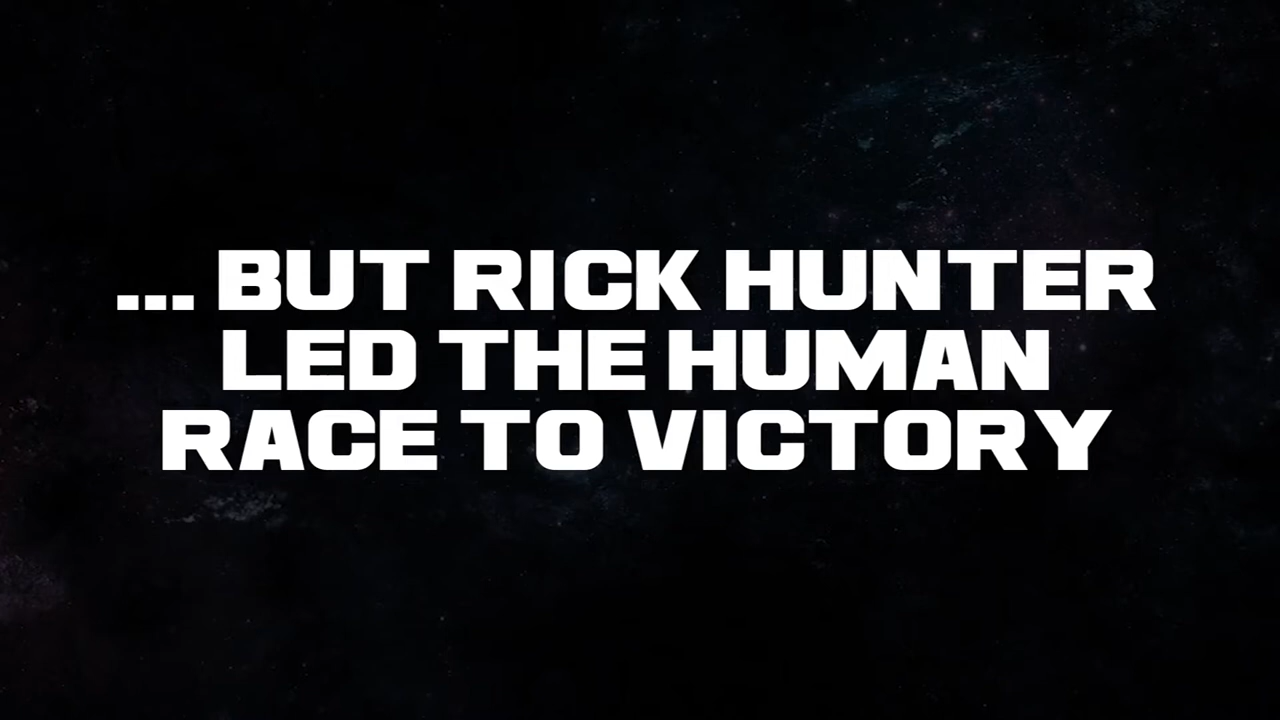 ... BUT RICK HUNTER
LED THE HUMAN
RACE TO VICTORY